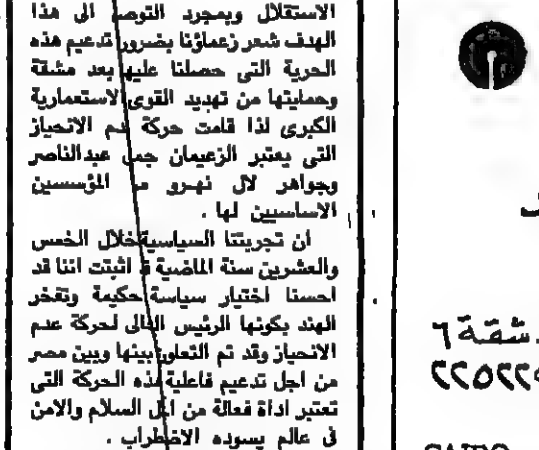 الاستقلال وبمجرد التوصل الى هذا
الهدف شعر زعماؤنا بضرور تدعيم هذه
الحرية التى حصلنا عليها بعد مشقة
وحمايتها من تهديد القوى الاستعمارية
الكبرى لذا قامت حركة عدم الانحياز
التى يعتبر الزعيمان جمال عبدالناصر
وجواهر لال نهرو من المؤسسين
الاساسيين لها .
ان تجربتنا السياسية خلال الخمس
والعشرين سنة الماضية قد اثبتت اننا قد
احسنا اختيار سياسة حكيمة وتفخر
الهند بكونها الرئيس الحالى لحركة عدم
الانحياز وقد تم التعاون بينها وبين مصر
من اجل تدعيم فاعلية هذه الحركة التى
تعتبر اداة فعالة من اجل السلام والامن
فى عالم يسوده الاضطراب .
شقة ٦
CAIRO